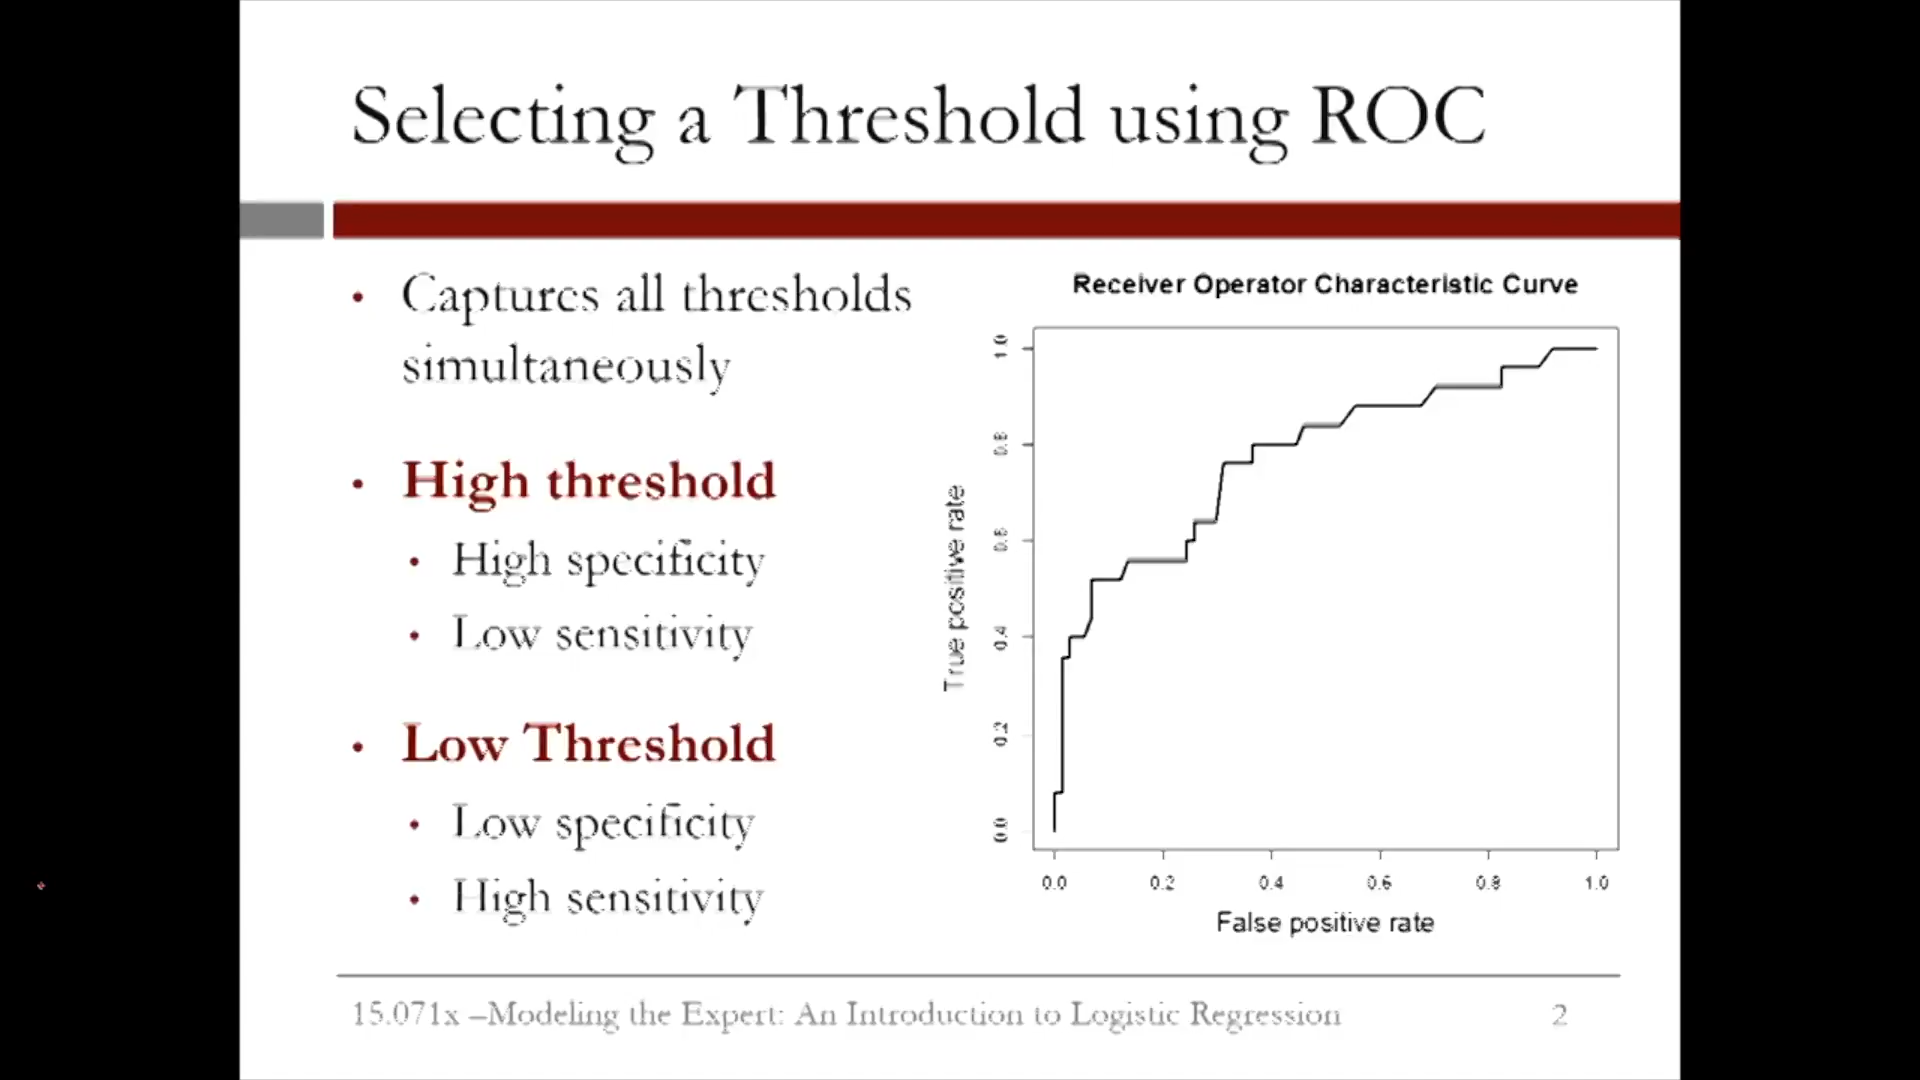 Selecting a Threshold using ROC
• Captures all thresholds
simultaneously
• High threshold
• High specificity
• Low sensitivity
• Low Threshold
• Low specificity
• High sensitivity
Receiver Operator Characteristic Curve
True positive rate
1.0
0.8
0.6
0.4
0.2
0.0
0.0 0.2 0.4 0.6 0.8 1.0
False positive rate
15.071x –Modeling the Expert: An Introduction to Logistic Regression 2